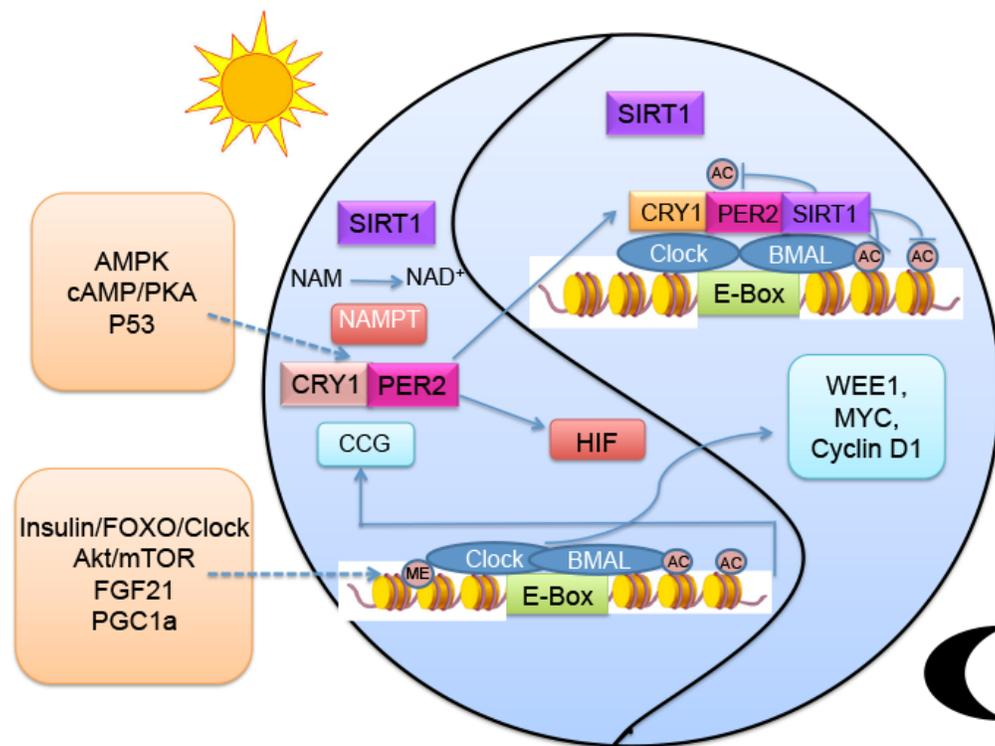 SIRT1
AC
CRY1 PER2 SIRT1
Clock BMAL AC AC
E-Box
AMPK
cAMP/PKA
P53
SIRT1
NAM NAD⁺
NAMPT
CRY1 PER2
CCG
HIF
WEE1,
MYC,
Cyclin D1
Insulin/FOXO/Clock
Akt/mTOR
FGF21
PGC1a
ME Clock BMAL AC AC
E-Box